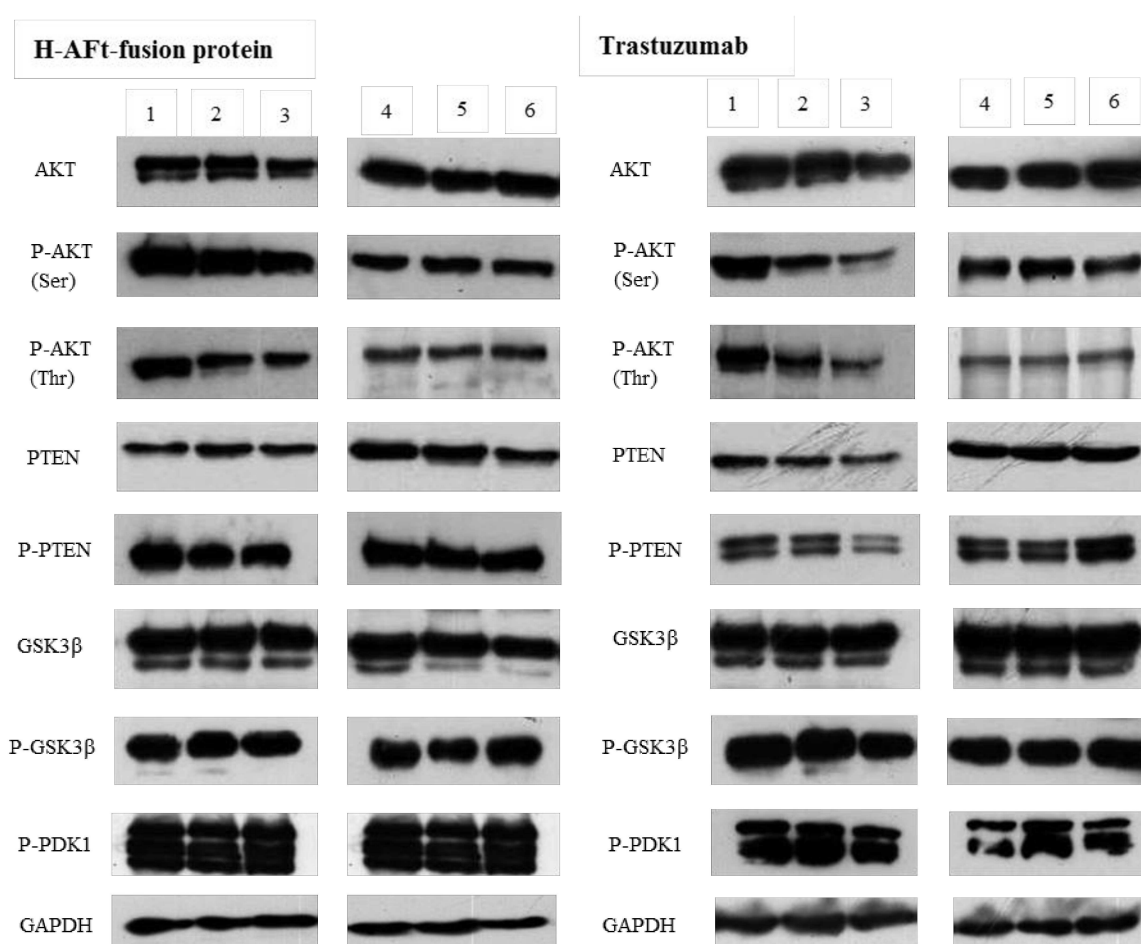 H-AFt-fusion protein
1 2 3 4 5 6
AKT
P-AKT
(Ser)
P-AKT
(Thr)
PTEN
P-PTEN
GSK3β
P-GSK3β
P-PDK1
GAPDH
Trastuzumab
1 2 3 4 5 6
AKT
P-AKT
(Ser)
P-AKT
(Thr)
PTEN
P-PTEN
GSK3β
P-GSK3β
P-PDK1
GAPDH